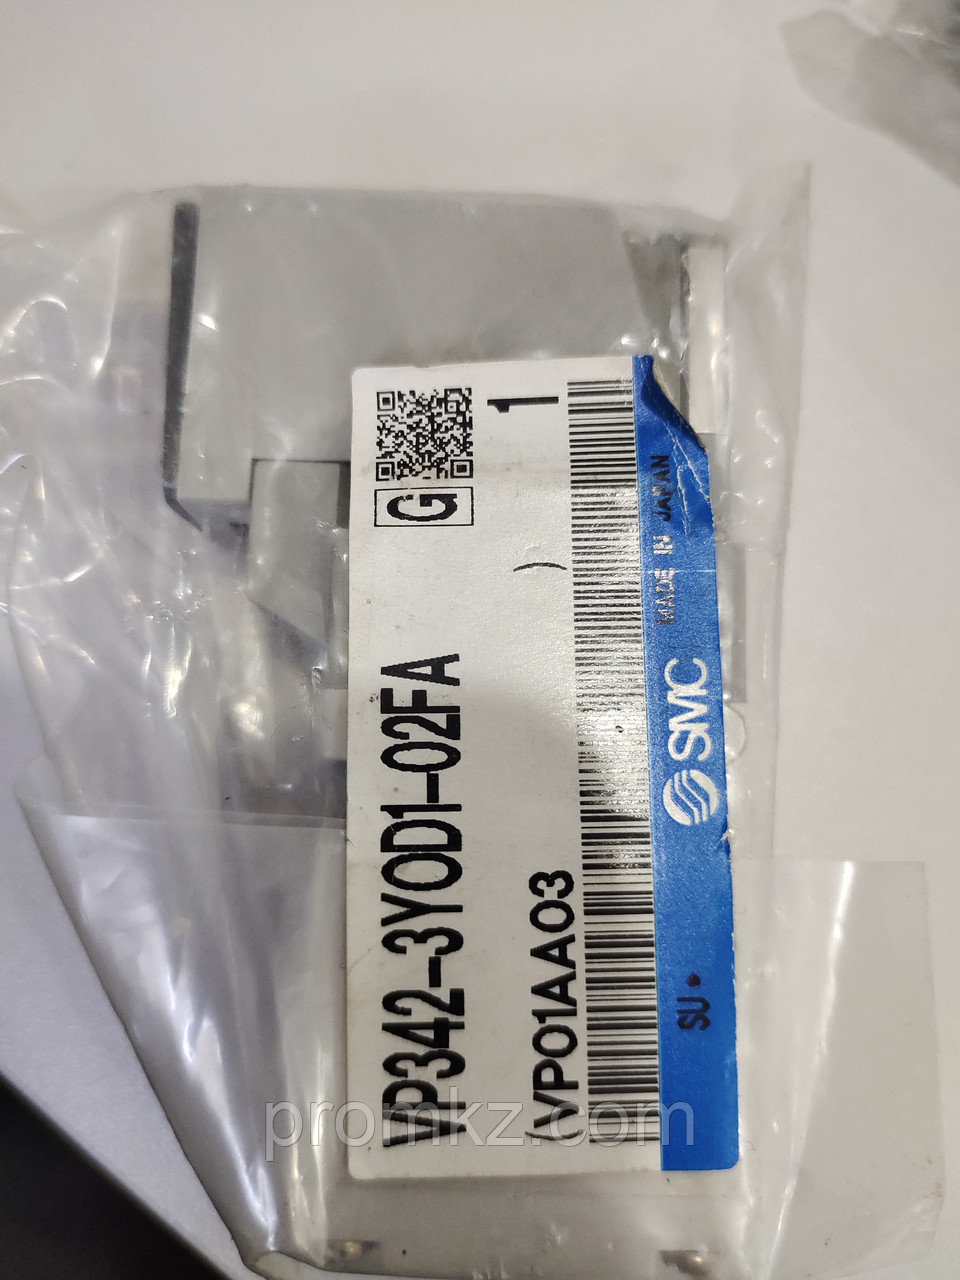 VP342-3YOD1-02FA G
(VP01AA03 ) 1
SU SMC MADE IN JAPAN
promkz.com